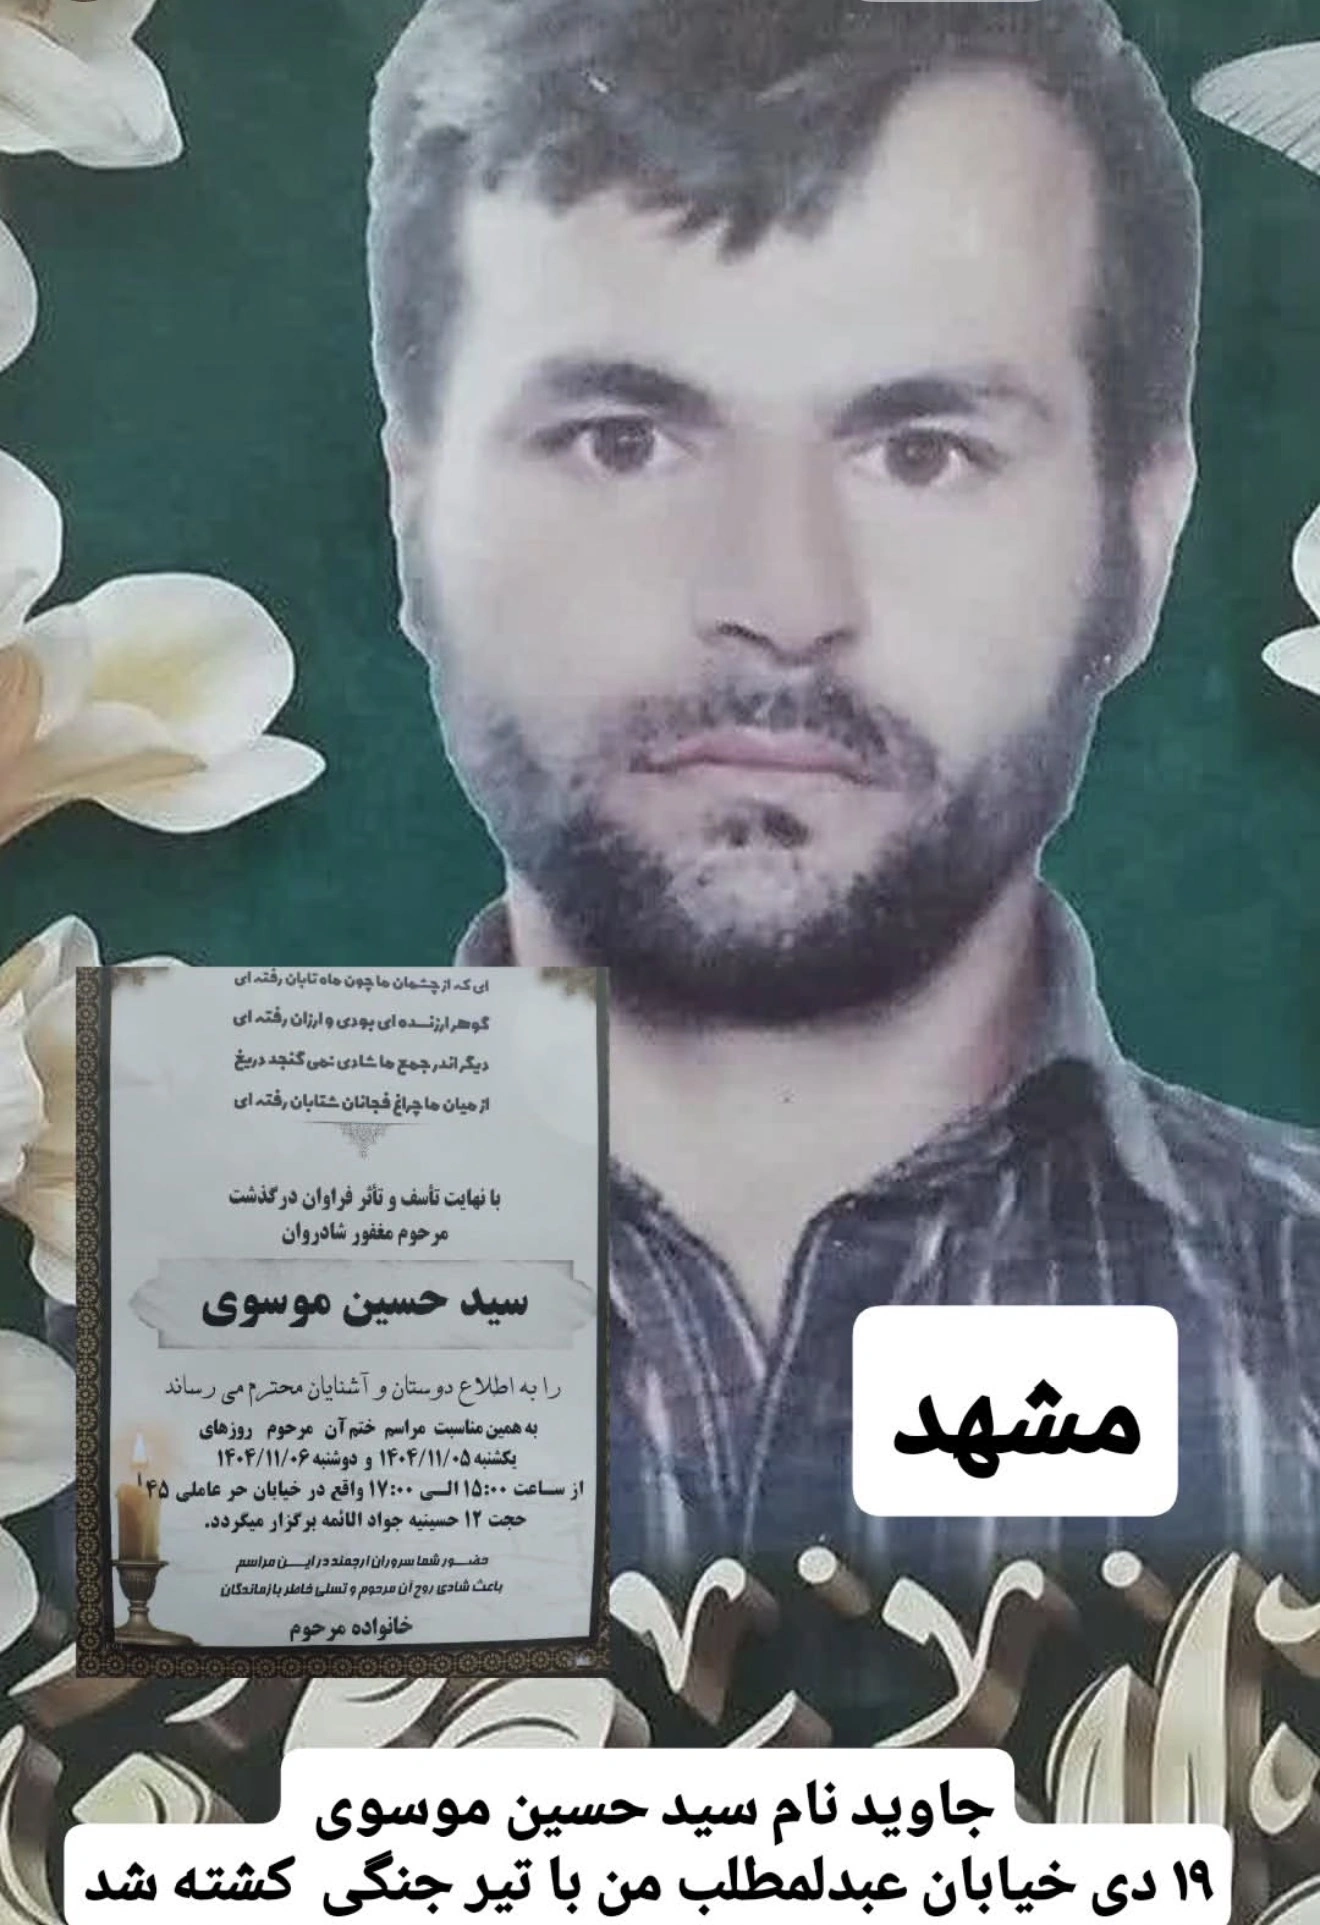 ای که از چشمان ما چون ماه تابان رفته ای
گوهر ارزنده ای بودی و ارزان رفته ای
دیگر اندر جمع ما شادی نمی گنجد دریغ
از میان ما چراغ فجانان شتابان رفته ای
با نهایت تأسف و تأثر فراوان درگذشت
مرحوم مغفور شادروان
سید حسین موسوی
را به اطلاع دوستان و آشنایان محترم می رساند
به همین مناسبت مراسم ختم آن مرحوم روزهای
یکشنبه ۱۴۰۴/۱۱/۰۵ و دوشنبه ۱۴۰۴/۱۱/۰۶
از ساعت ۱۵:۰۰ الی ۱۷:۰۰ واقع در خیابان حر عاملی ۴۵
حجت ۱۲ حسینیه جواد الائمه برگزار میگردد.
حضور شما سروران ارجمند در این مراسم
باعث شادی روح آن مرحوم و تسلی خاطر بازماندگان
خانواده مرحوم
مشهد
جاوید نام سید حسین موسوی
۱۹ دی خیابان عبدلمطلب من با تیر جنگی کشته شد